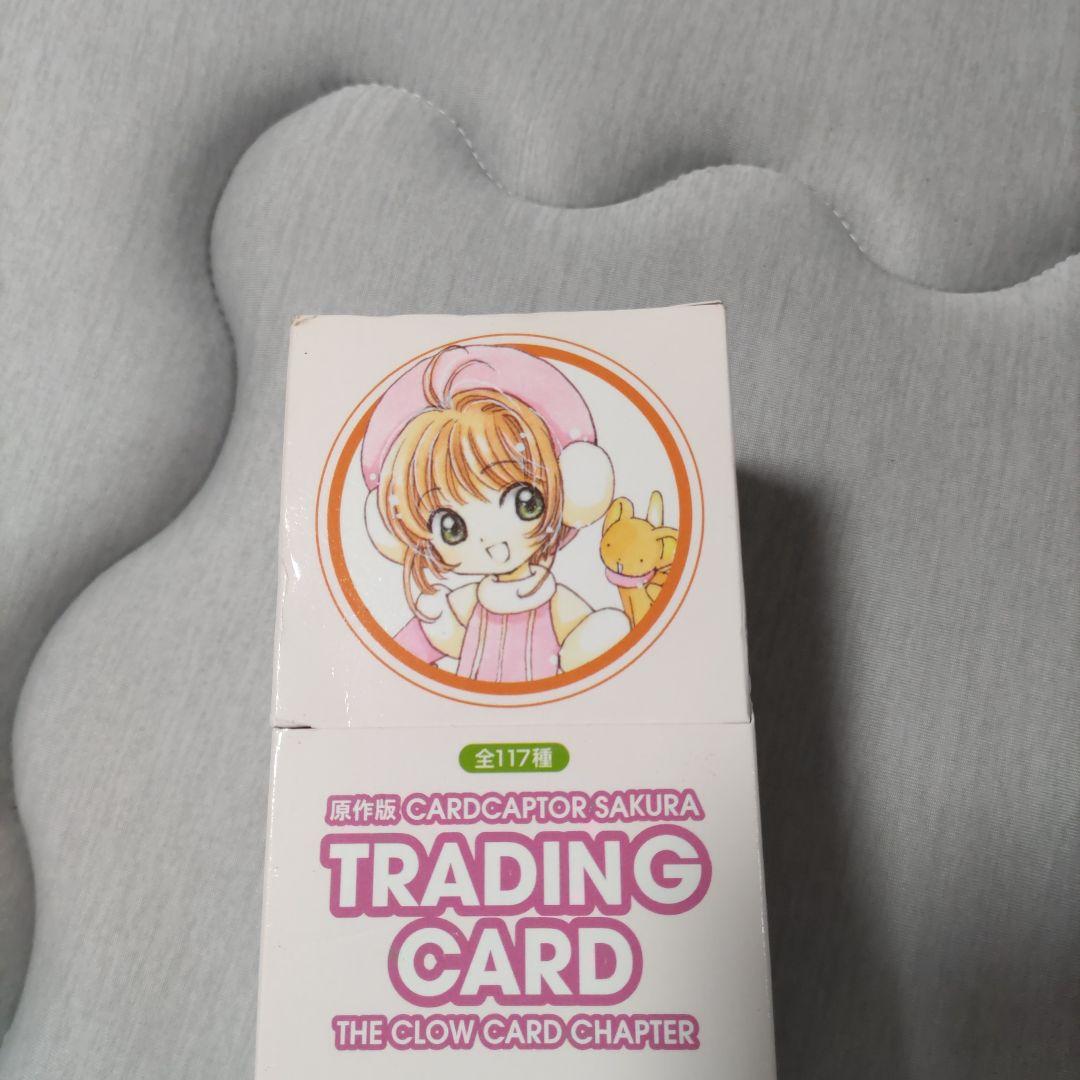 全117種
原作版 CARDCAPTOR SAKURA
TRADING
CARD
THE CLOW CARD CHAPTER